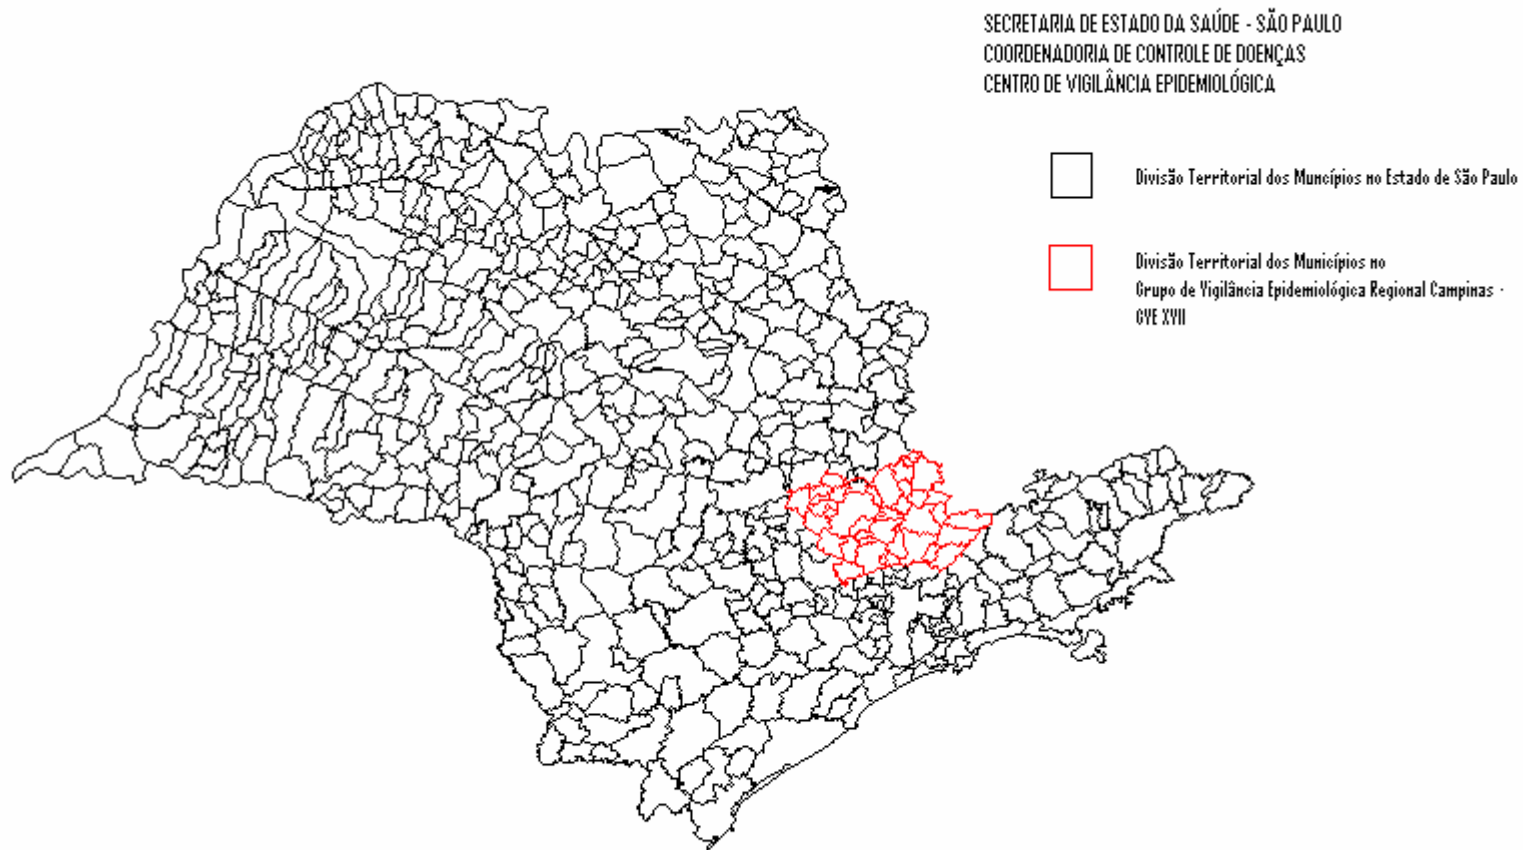 SECRETARIA DE ESTADO DA SAÚDE - SÃO PAULO
COORDENADORIA DE CONTROLE DE DOENÇAS
CENTRO DE VIGILÂNCIA EPIDEMIOLÓGICA
Divisão Territorial dos Muncípios no Estado de São Paulo
Divisão Territorial dos Municípios no
Grupo de Vigilância Epidemiológica Regional Campinas -
GVE XVII